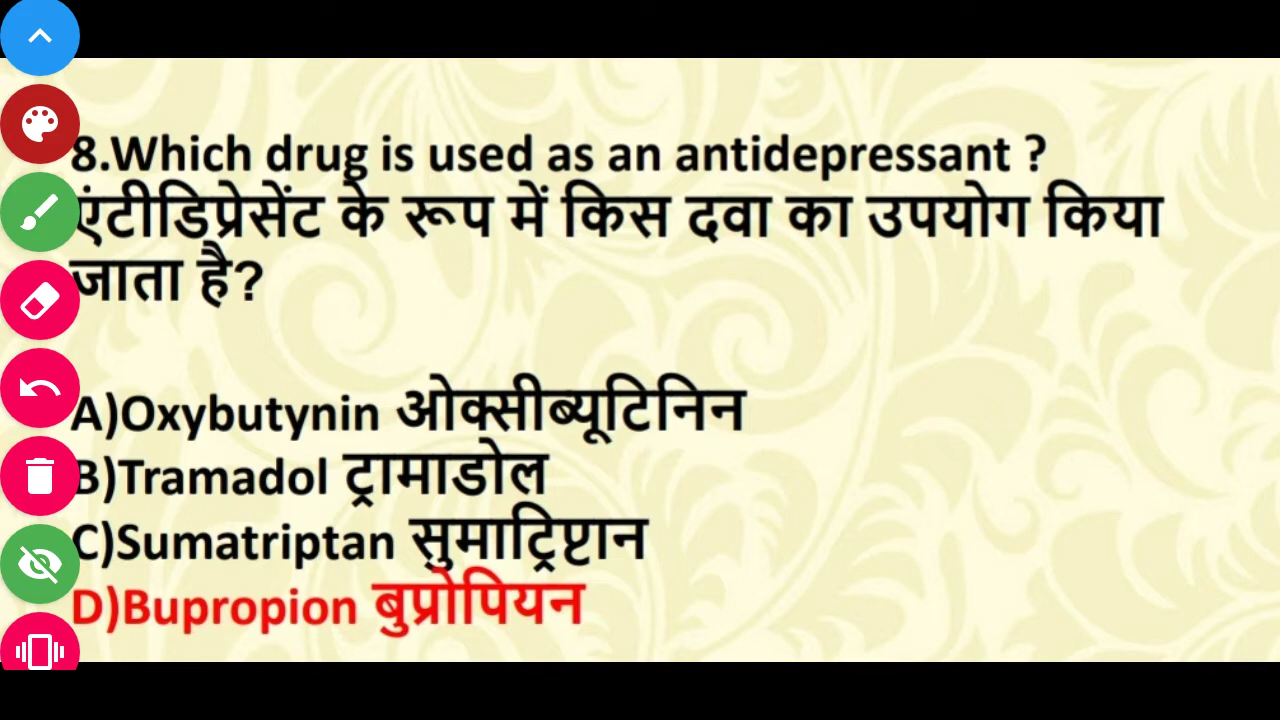 8.Which drug is used as an antidepressant ?
एंटीडिप्रेसेंट के रूप में किस दवा का उपयोग किया
जाता है?
A)Oxybutynin ओक्सीब्यूटिनिन
B)Tramadol ट्रामाडोल
C)Sumatriptan सुमाट्रिप्टान
D)Bupropion बुप्रोपियन